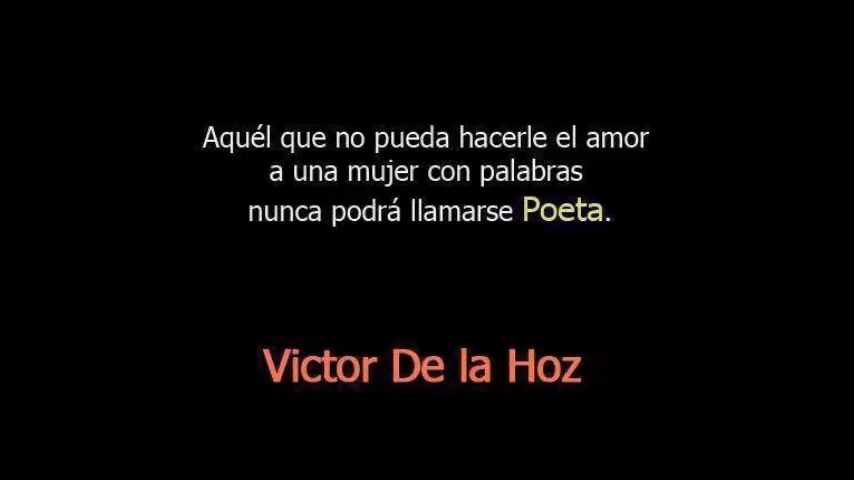 Aquél que no pueda hacerle el amor
a una mujer con palabras
nunca podrá llamarse Poeta.
Victor De la Hoz